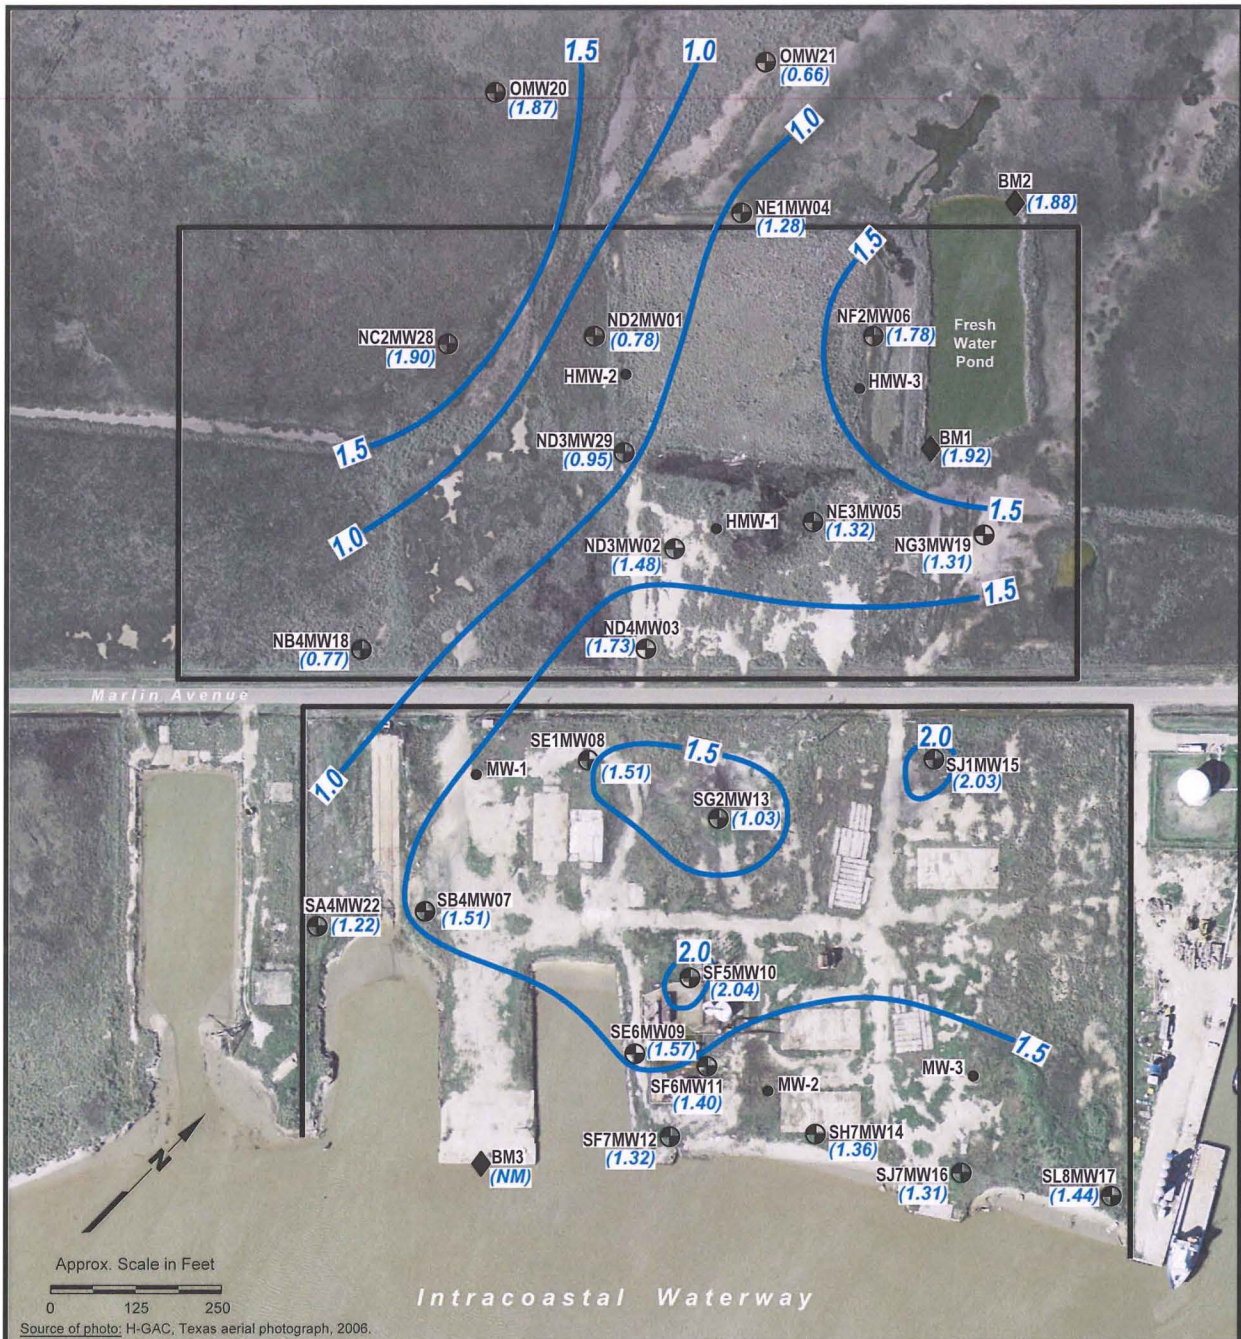 1.5
1.0
OMW21
(0.66)
OMW20
(1.87)
1.0
BM2
(1.88)
NE1MW04
(1.28)
1.5
ND2MW01
(0.78)
NF2MW06
(1.78)
Fresh
Water
Pond
NC2MW28
(1.90)
HMW-2
HMW-3
1.5
ND3MW29
(0.95)
BM1
(1.92)
1.5
1.0
HMW-1
NE3MW05
(1.32)
ND3MW02
(1.48)
NG3MW19
(1.31)
1.5
NB4MW18
(0.77)
ND4MW03
(1.73)
Marlin Avenue
1.0
MW-1
SE1MW08
(1.51)
1.5
2.0
SJ1MW15
(2.03)
SG2MW13
(1.03)
SA4MW22
(1.22)
SB4MW07
(1.51)
2.0
SF5MW10
(2.04)
SE6MW09
(1.57)
1.5
SF6MW11
(1.40)
MW-2
MW-3
SF7MW12
(1.32)
SH7MW14
(1.36)
BM3
(NM)
SJ7MW16
(1.31)
SL8MW17
(1.44)
N
Approx. Scale in Feet
0 125 250
Intracoastal Waterway
Source of photo: H-GAC, Texas aerial photograph, 2006.